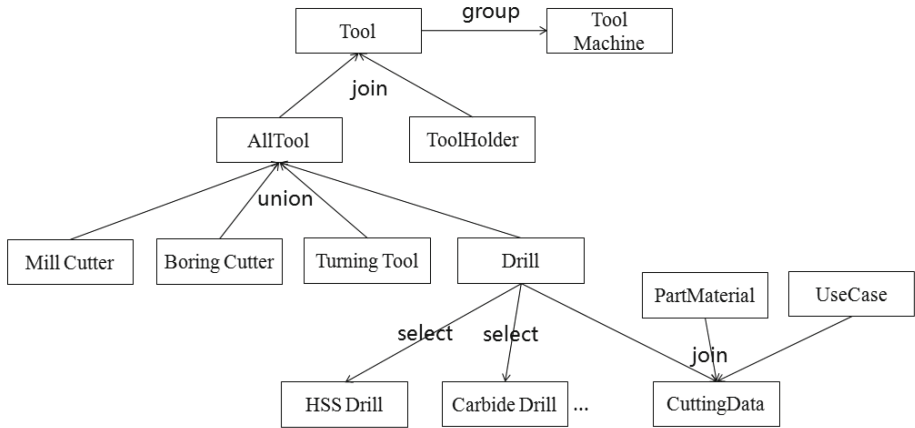 group
Tool
Tool
Machine
join
AllTool
ToolHolder
union
Mill Cutter
Boring Cutter
Turning Tool
Drill
PartMaterial
UseCase
select
select
join
HSS Drill
Carbide Drill
...
CuttingData